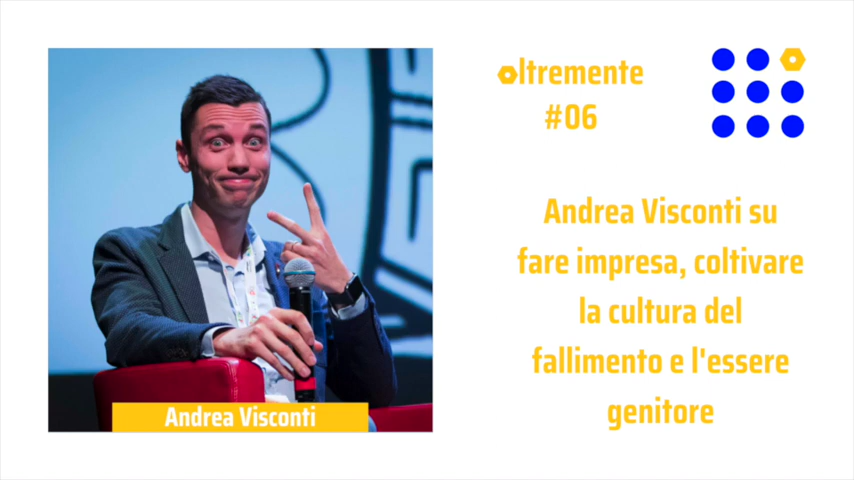 oltremente
#06
Andrea Visconti su
fare impresa, coltivare
la cultura del
fallimento e l'essere
genitore
Andrea Visconti